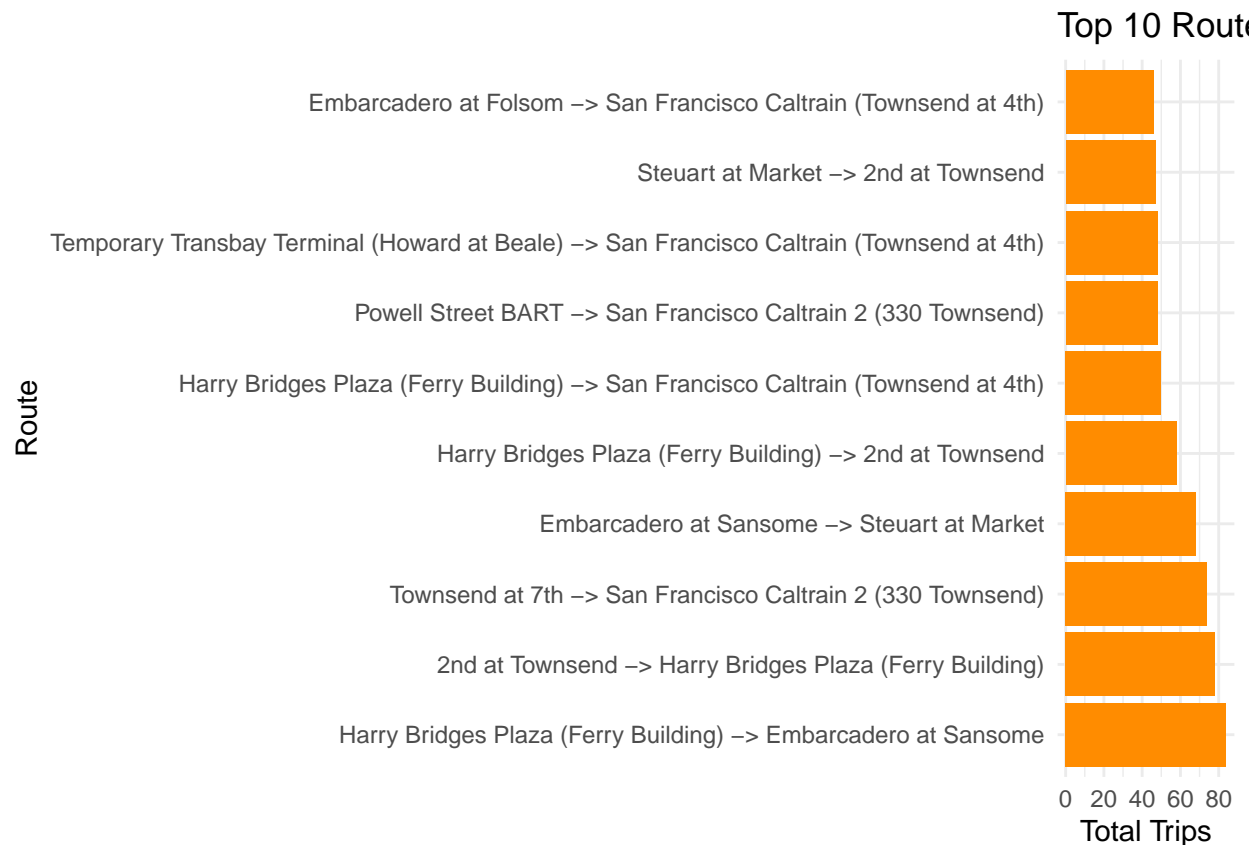 Top 10 Route
Embarcadero at Folsom −> San Francisco Caltrain (Townsend at 4th)
Steuart at Market −> 2nd at Townsend
Temporary Transbay Terminal (Howard at Beale) −> San Francisco Caltrain (Townsend at 4th)
Powell Street BART −> San Francisco Caltrain 2 (330 Townsend)
Harry Bridges Plaza (Ferry Building) −> San Francisco Caltrain (Townsend at 4th)
Route
Harry Bridges Plaza (Ferry Building) −> 2nd at Townsend
Embarcadero at Sansome −> Steuart at Market
Townsend at 7th −> San Francisco Caltrain 2 (330 Townsend)
2nd at Townsend −> Harry Bridges Plaza (Ferry Building)
Harry Bridges Plaza (Ferry Building) −> Embarcadero at Sansome
0 20 40 60 80
Total Trips